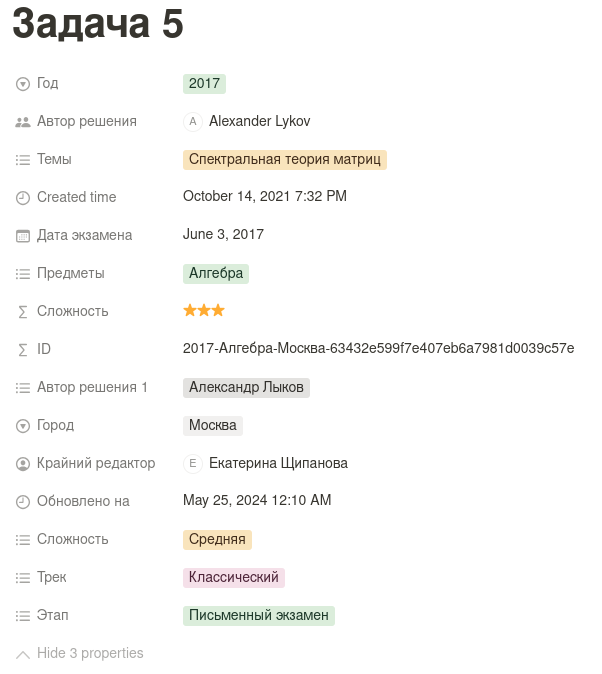 Задача 5
Год 2017
Автор решения A Alexander Lykov
Темы Спектральная теория матриц
Created time October 14, 2021 7:32 PM
Дата экзамена June 3, 2017
Предметы Алгебра
Сложность ⭐⭐⭐
ID 2017-Алгебра-Москва-63432e599f7e407eb6a7981d0039c57e
Автор решения 1 Александр Лыков
Город Москва
Крайний редактор E Екатерина Щипанова
Обновлено на May 25, 2024 12:10 AM
Сложность Средняя
Трек Классический
Этап Письменный экзамен
Hide 3 properties